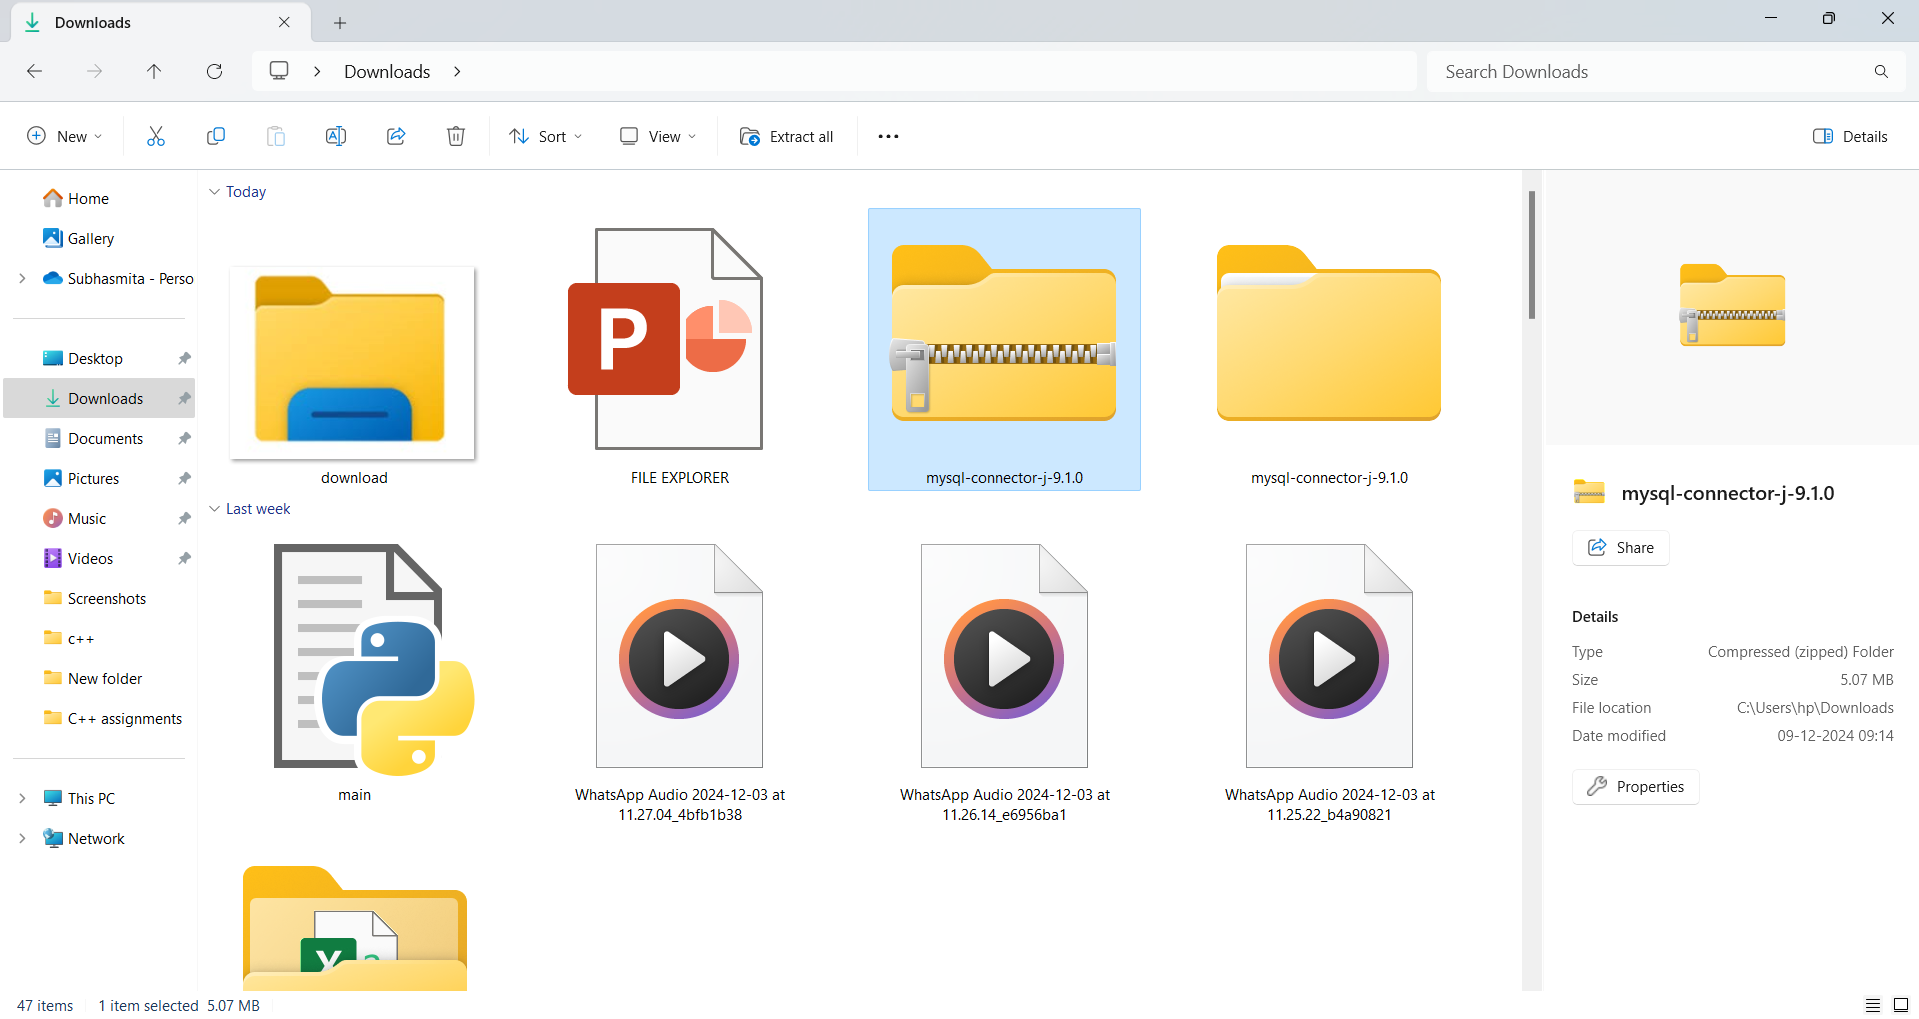 Downloads
Downloads
Search Downloads
New
Sort
View
Extract all
Details
Home
Gallery
Subhasmita - Perso
Desktop
Downloads
Documents
Pictures
Music
Videos
Screenshots
c++
New folder
C++ assignments
This PC
Network
Today
P
download
FILE EXPLORER
mysql-connector-j-9.1.0
mysql-connector-j-9.1.0
Last week
main
WhatsApp Audio 2024-12-03 at
11.27.04_4bfb1b38
WhatsApp Audio 2024-12-03 at
11.26.14_e6956ba1
WhatsApp Audio 2024-12-03 at
11.25.22_b4a90821
mysql-connector-j-9.1.0
Share
Details
Type Compressed (zipped) Folder
Size 5.07 MB
File location C:\Users\hp\Downloads
Date modified 09-12-2024 09:14
Properties
47 items 1 item selected 5.07 MB